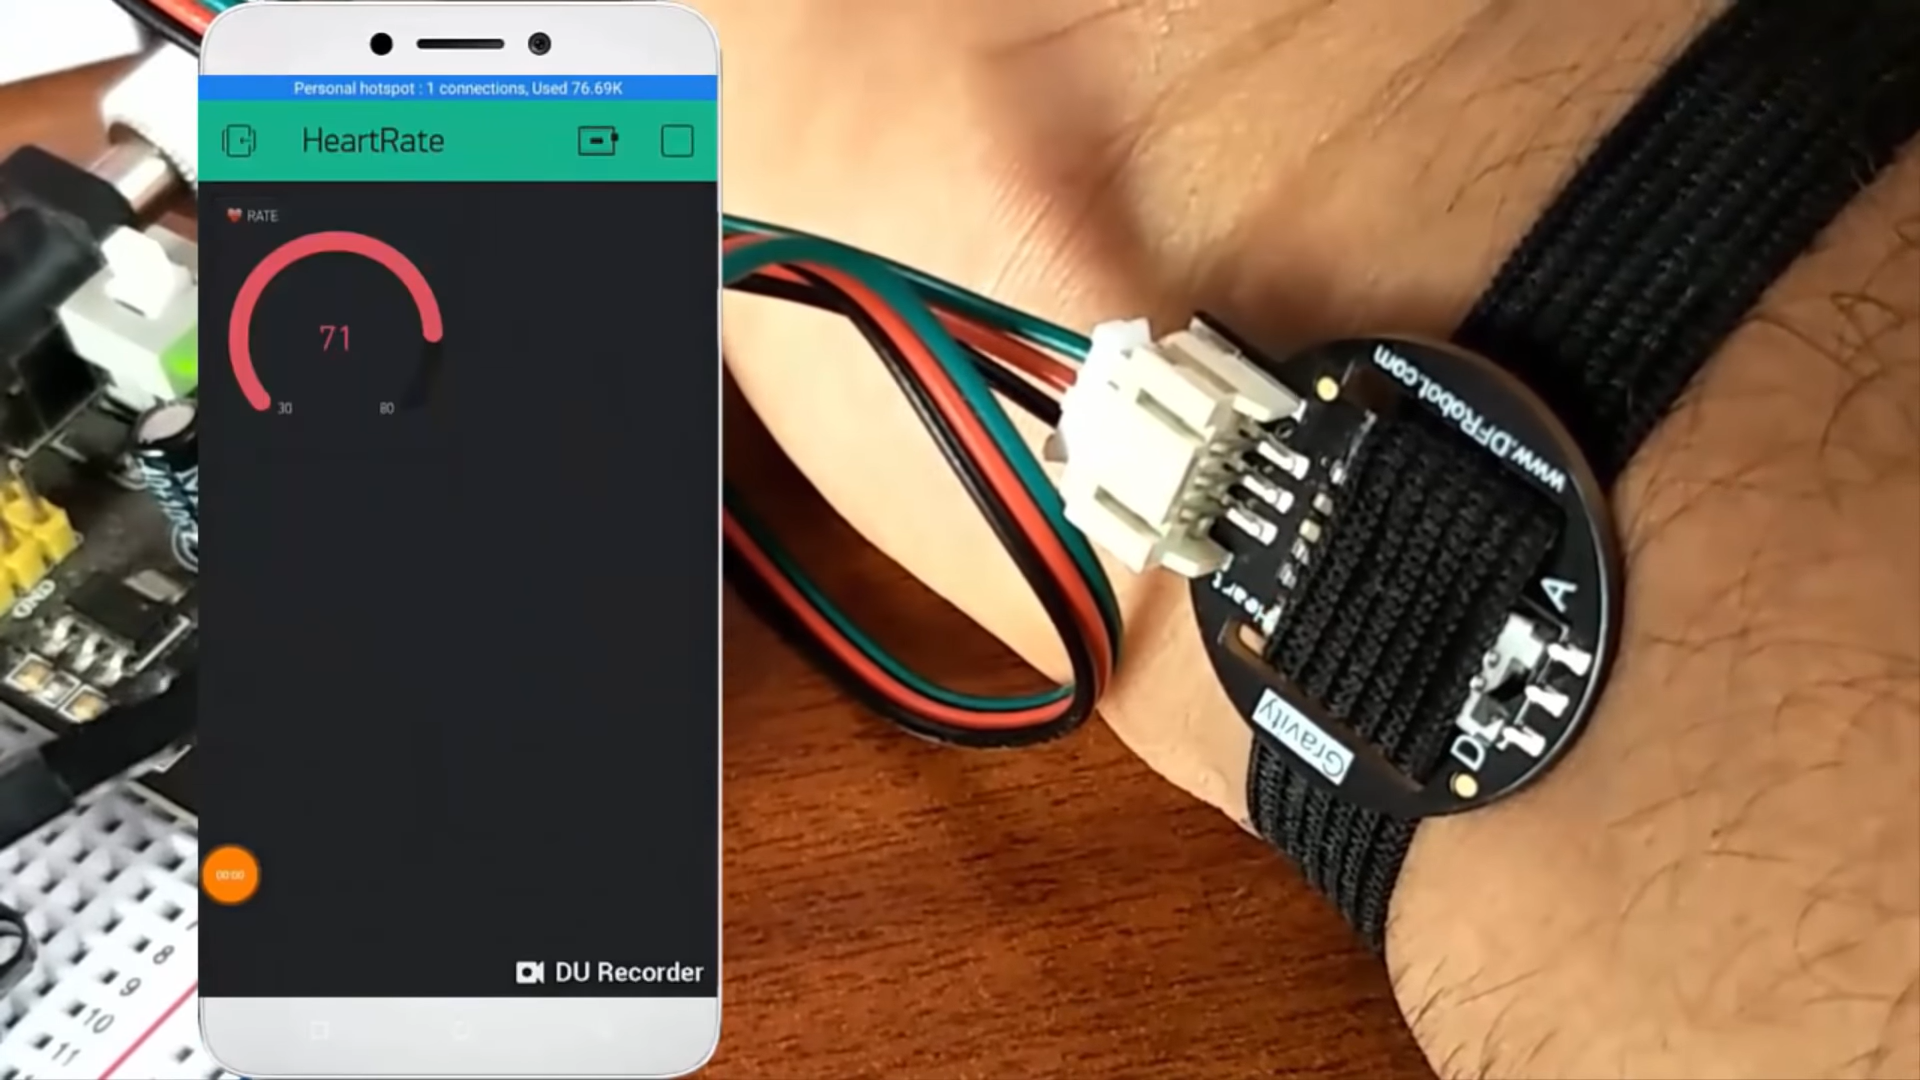 Personal hotspot : 1 connections, Used 76.69K
HeartRate
RATE
71
30
80
00:00
DU Recorder
www.DFRobot.com
Heart
Gravity
A
D
GND
7
8
9
10
11